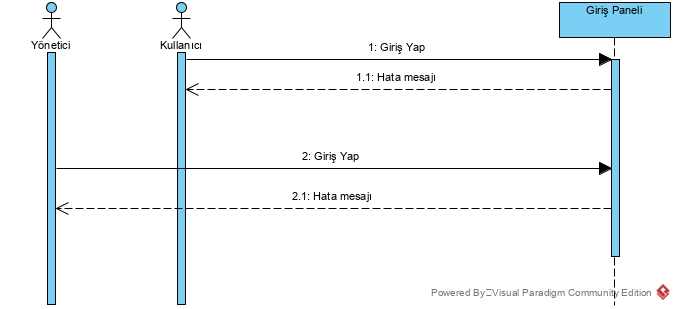 Giriş Paneli
Yönetici
Kullanıcı
1: Giriş Yap
1.1: Hata mesajı
2: Giriş Yap
2.1: Hata mesajı
Powered By Visual Paradigm Community Edition